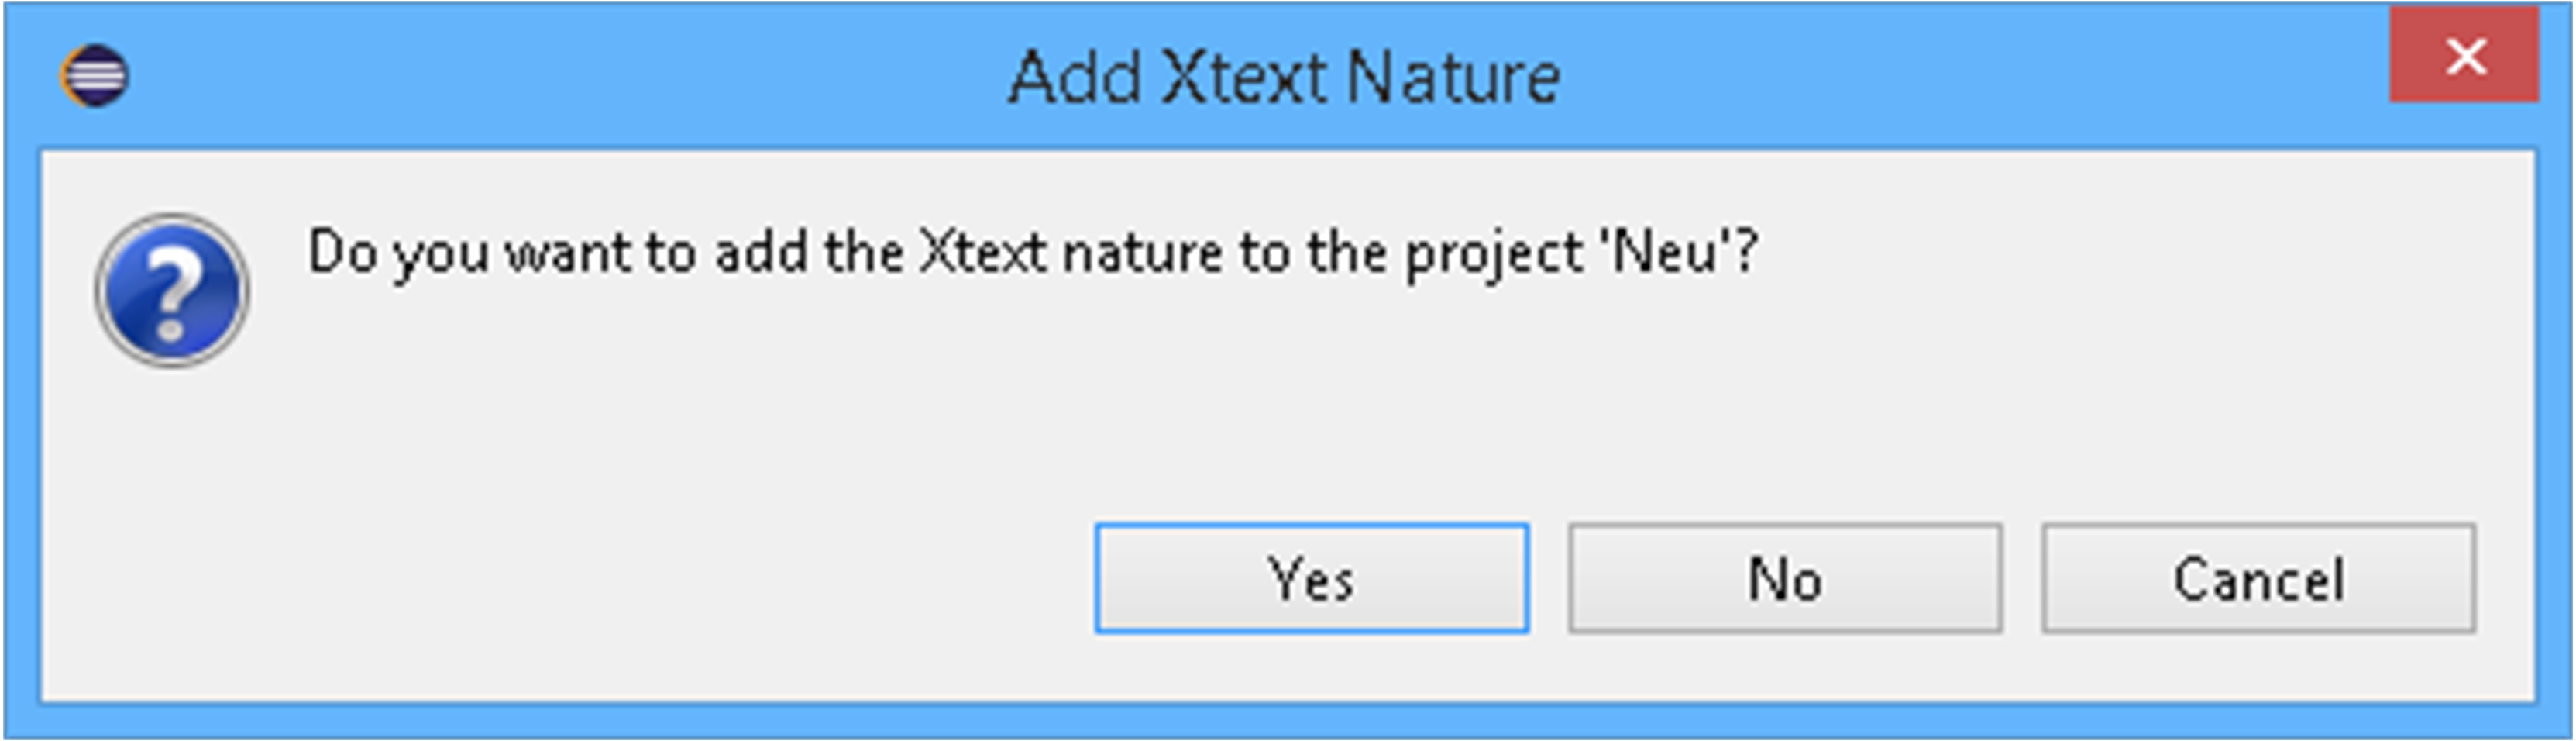 Add Xtext Nature
Do you want to add the Xtext nature to the project 'Neu'?
Yes
No
Cancel